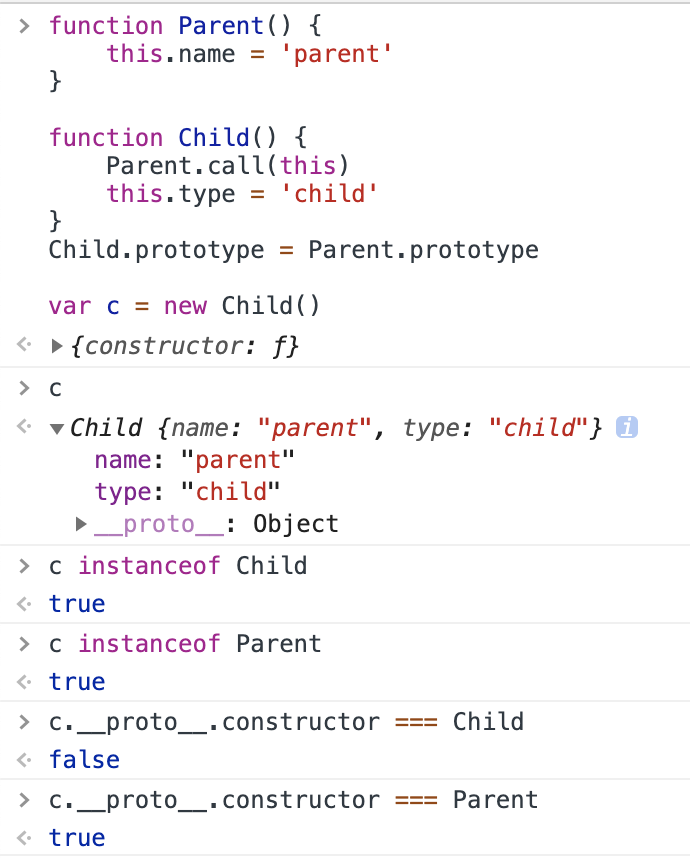 > function Parent() {
    this.name = 'parent'
}

function Child() {
    Parent.call(this)
    this.type = 'child'
}
Child.prototype = Parent.prototype

var c = new Child()
<· ▶{constructor: ƒ}
> c
<· ▼Child {name: "parent", type: "child"} i
name: "parent"
type: "child"
▶__proto__: Object
> c instanceof Child
<· true
> c instanceof Parent
<· true
> c.__proto__.constructor === Child
<· false
> c.__proto__.constructor === Parent
<· true